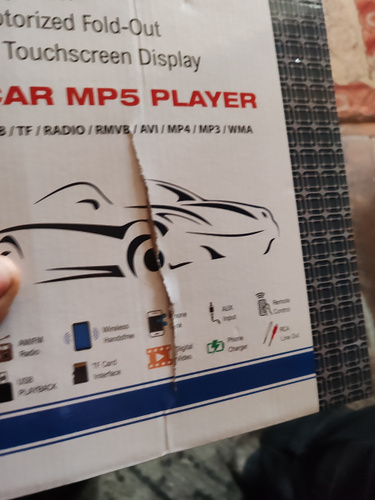 otorized Fold-Out
Touchscreen Display
CAR MP5 PLAYER
B / TF / RADIO / RMVB / AVI / MP4 / MP3 / WMA
AM/FM
Radio
Wireless
Handsfree
AUX
Input
Remote
Control
USB
PLAYBACK
TF Card
Interface
Digital
Video
Phone
Charger
RCA
Line Out